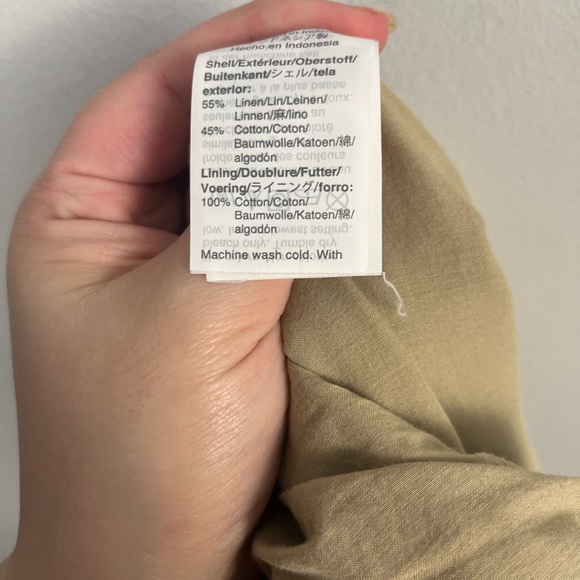 Hecho en Indonesia
Shell/Extérieur/Oberstoff/
Buitenkant/シェル/tela
exterior:
55% Linen/Lin/Leinen/
Linnen/麻/lino
45% Cotton/Coton/
Baumwolle/Katoen/綿/
algodón
Lining/Doublure/Futter/
Voering/ライニング/forro:
100% Cotton/Coton/
Baumwolle/Katoen/綿/
algodón
Machine wash cold. With